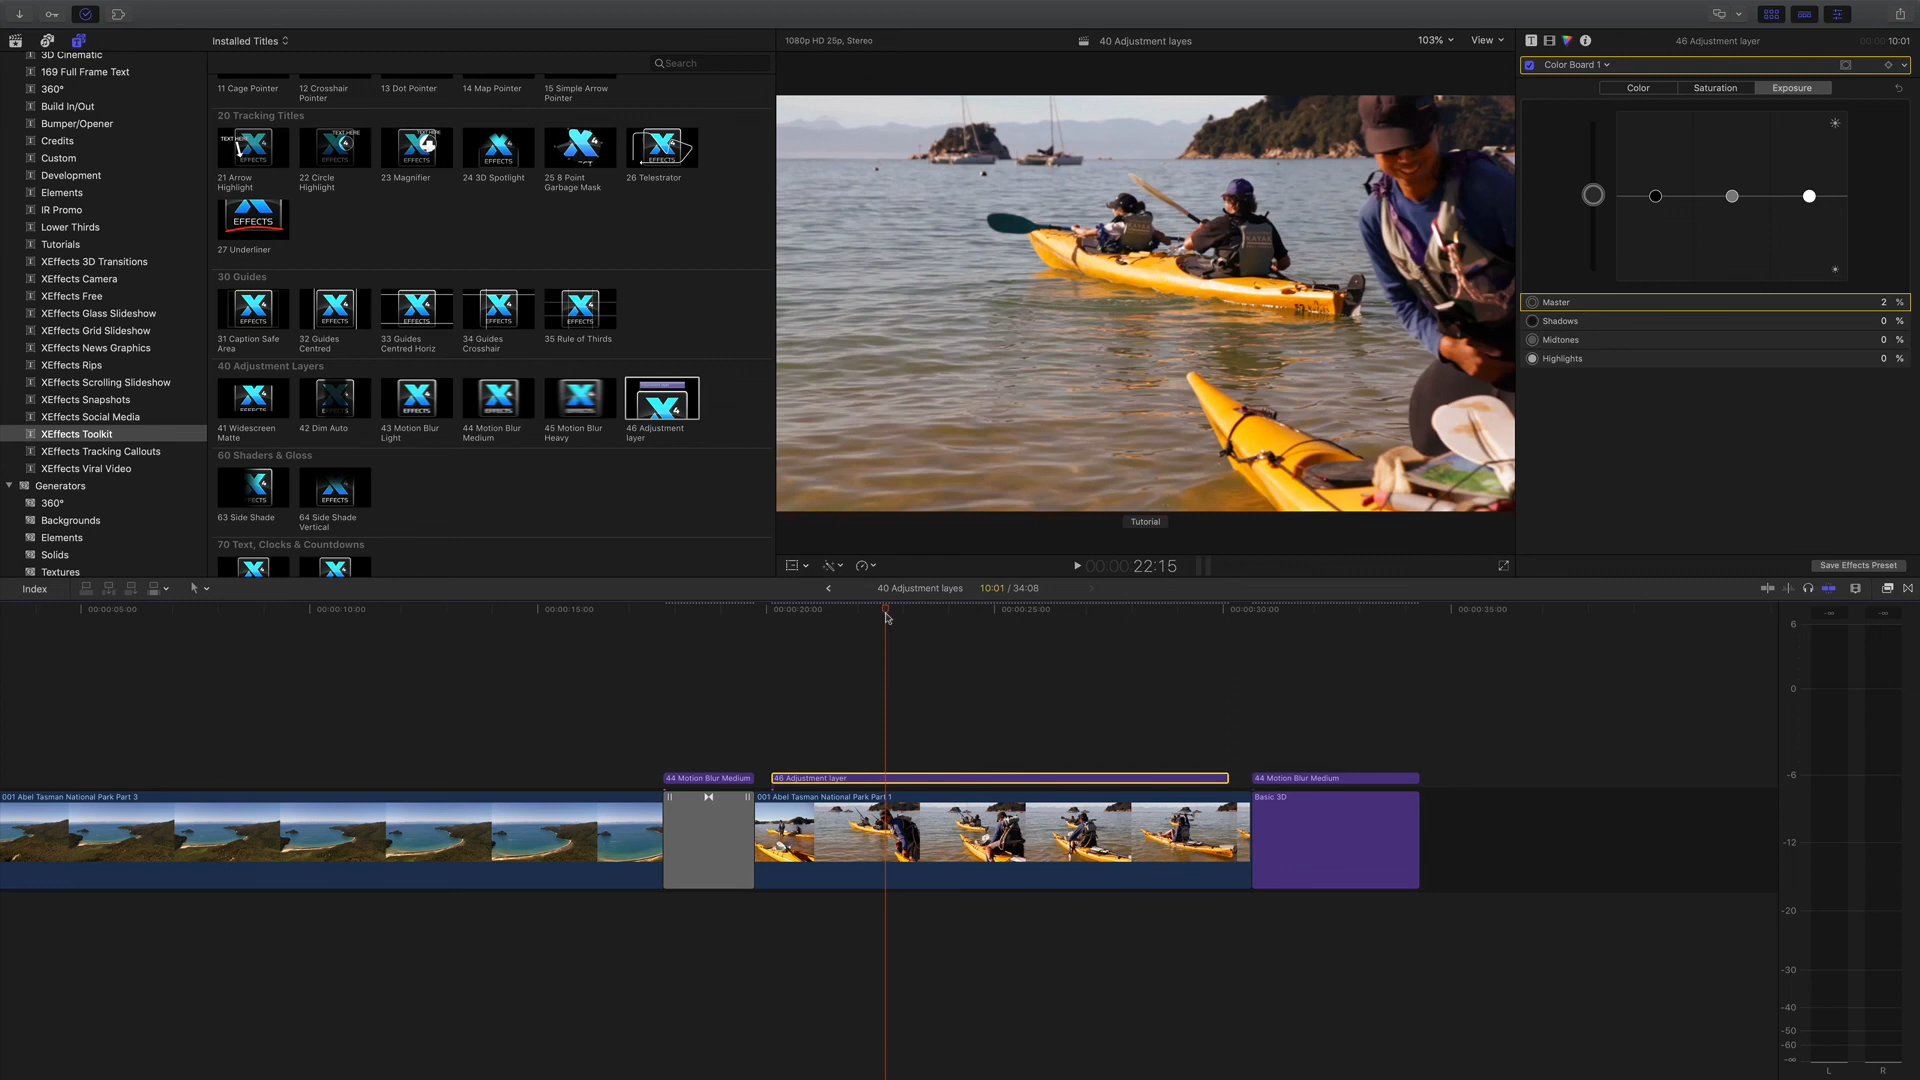 Installed Titles
1080p HD 25p, Stereo
40 Adjustment layes
103%
View
46 Adjustment layer
00:00:10:01
3D Cinematic
169 Full Frame Text
360°
Build In/Out
Bumper/Opener
Credits
Custom
Development
Elements
IR Promo
Lower Thirds
Tutorials
XEffects 3D Transitions
XEffects Camera
XEffects Free
XEffects Glass Slideshow
XEffects Grid Slideshow
XEffects News Graphics
XEffects Rips
XEffects Scrolling Slideshow
XEffects Snapshots
XEffects Social Media
XEffects Toolkit
XEffects Tracking Callouts
XEffects Viral Video
Generators
360°
Backgrounds
Elements
Solids
Textures
Search
11 Cage Pointer
12 Crosshair
Pointer
13 Dot Pointer
14 Map Pointer
15 Simple Arrow
Pointer
20 Tracking Titles
21 Arrow
Highlight
22 Circle
Highlight
23 Magnifier
24 3D Spotlight
25 8 Point
Garbage Mask
26 Telestrator
27 Underliner
30 Guides
31 Caption Safe
Area
32 Guides
Centred
33 Guides
Centred Horiz
34 Guides
Crosshair
35 Rule of Thirds
40 Adjustment Layers
41 Widescreen
Matte
42 Dim Auto
43 Motion Blur
Light
44 Motion Blur
Medium
45 Motion Blur
Heavy
46 Adjustment
layer
60 Shaders & Gloss
63 Side Shade
64 Side Shade
Vertical
70 Text, Clocks & Countdowns
Tutorial
00:00:22:15
Color Board 1
Color
Saturation
Exposure
Master 2 %
Shadows 0 %
Midtones 0 %
Highlights 0 %
Save Effects Preset
Index
40 Adjustment layes
10:01 / 34:08
00:00:05:00
00:00:10:00
00:00:15:00
00:00:20:00
00:00:25:00
00:00:30:00
00:00:35:00
44 Motion Blur Medium
46 Adjustment layer
44 Motion Blur Medium
001 Abel Tasman National Park Part 3
001 Abel Tasman National Park Part 1
Basic 3D
-∞
-∞
6
0
-6
-12
-20
-30
-40
-50
-60
-∞
L
R